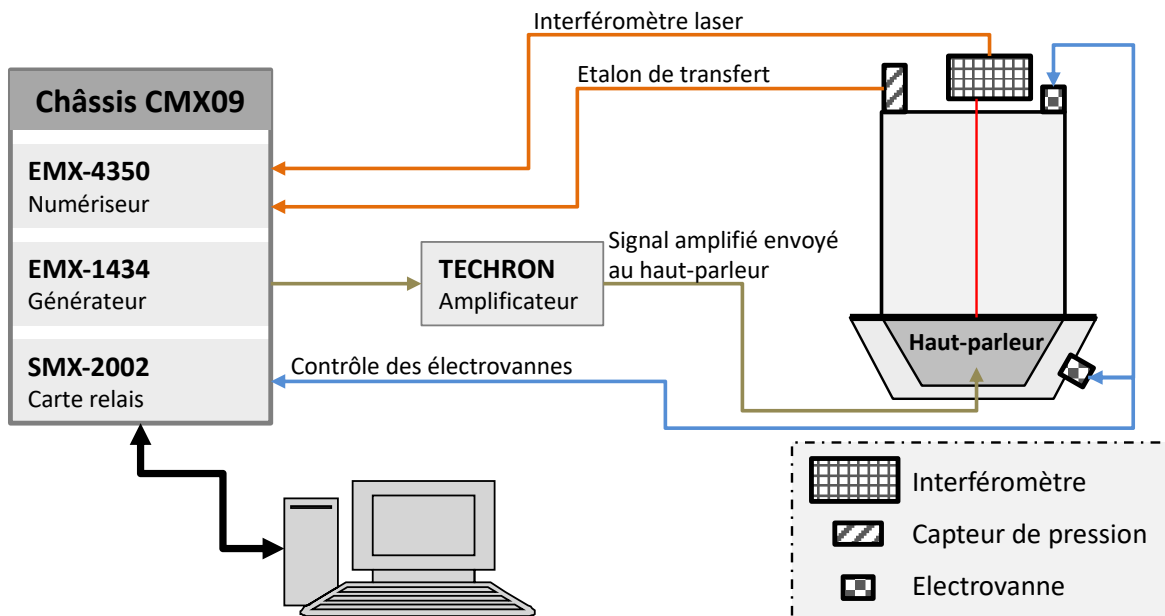 Interféromètre laser
Etalon de transfert
Châssis CMX09
EMX-4350
Numériseur
EMX-1434
Générateur
SMX-2002
Carte relais
TECHRON
Amplificateur
Signal amplifié envoyé
au haut-parleur
Contrôle des électrovannes
Haut-parleur
Interféromètre
Capteur de pression
Electrovanne